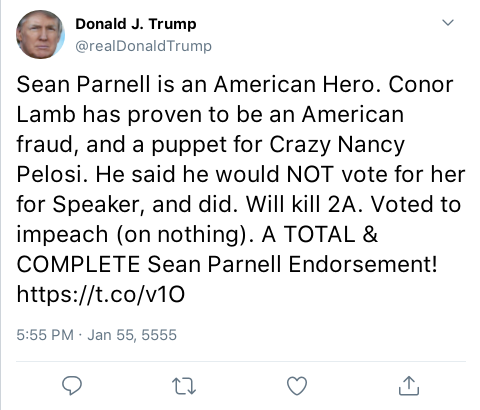 Donald J. Trump
@realDonaldTrump
Sean Parnell is an American Hero. Conor
Lamb has proven to be an American
fraud, and a puppet for Crazy Nancy
Pelosi. He said he would NOT vote for her
for Speaker, and did. Will kill 2A. Voted to
impeach (on nothing). A TOTAL &
COMPLETE Sean Parnell Endorsement!
https://t.co/v1O
5:55 PM · Jan 55, 5555